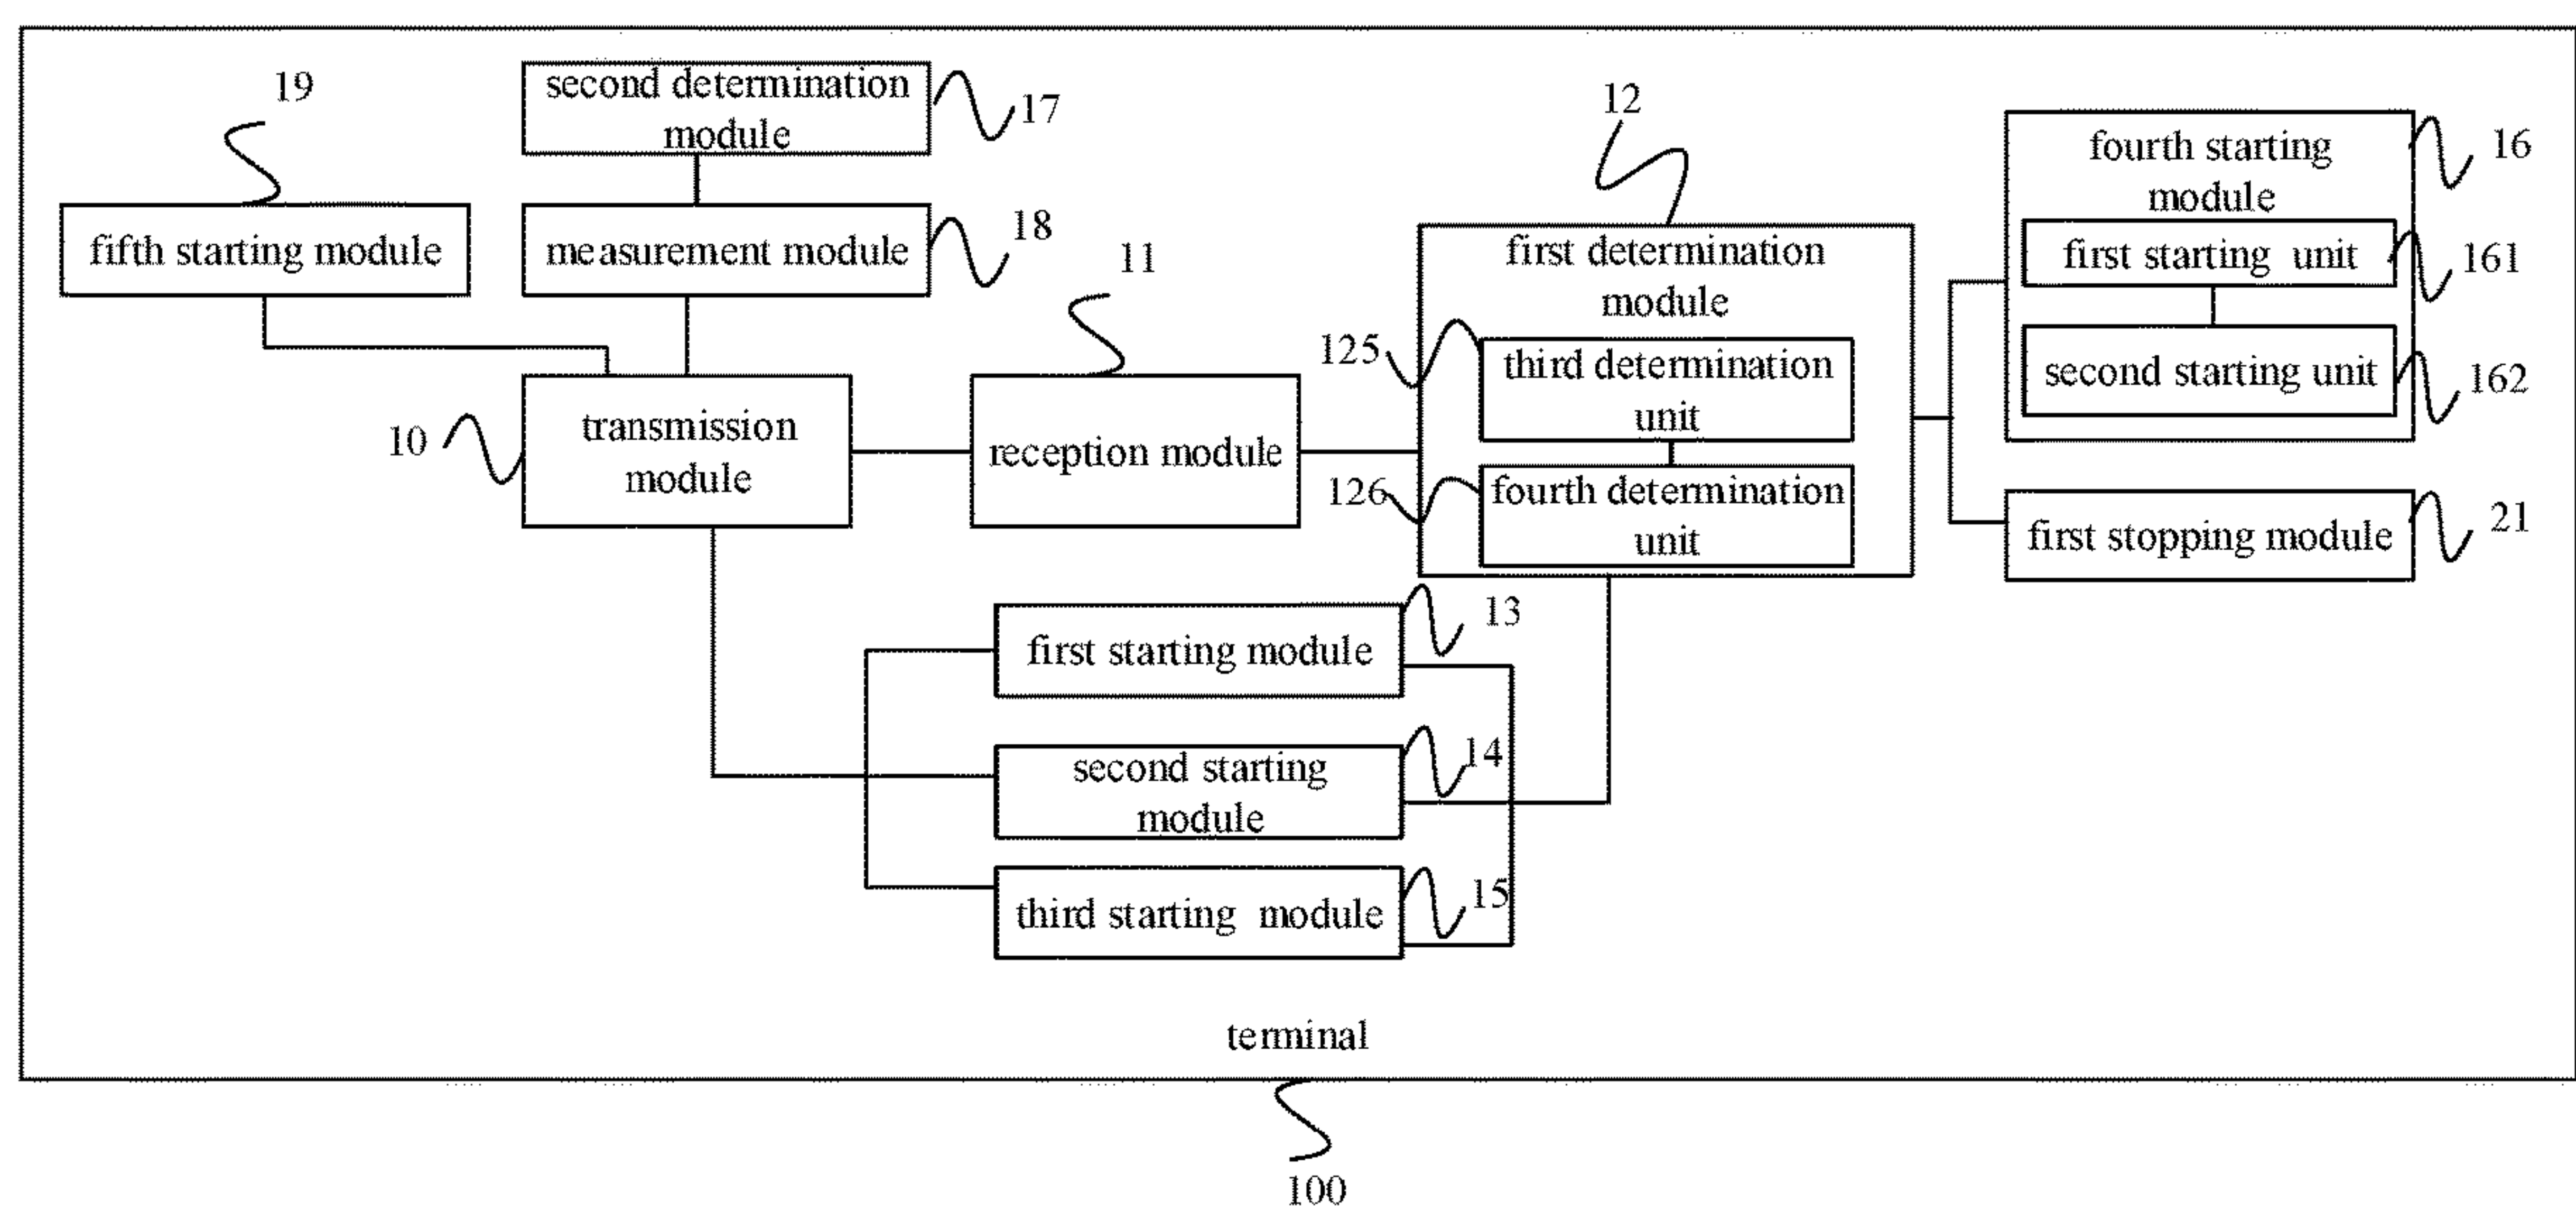 19
second determination
module
17
12
fourth starting
module
16
fifth starting module
measurement module
18
11
first determination
module
first starting unit
161
125
third determination
unit
second starting unit
162
10
transmission
module
reception module
126
fourth determination
unit
first stopping module
21
first starting module
13
second starting
module
14
third starting module
15
terminal
100